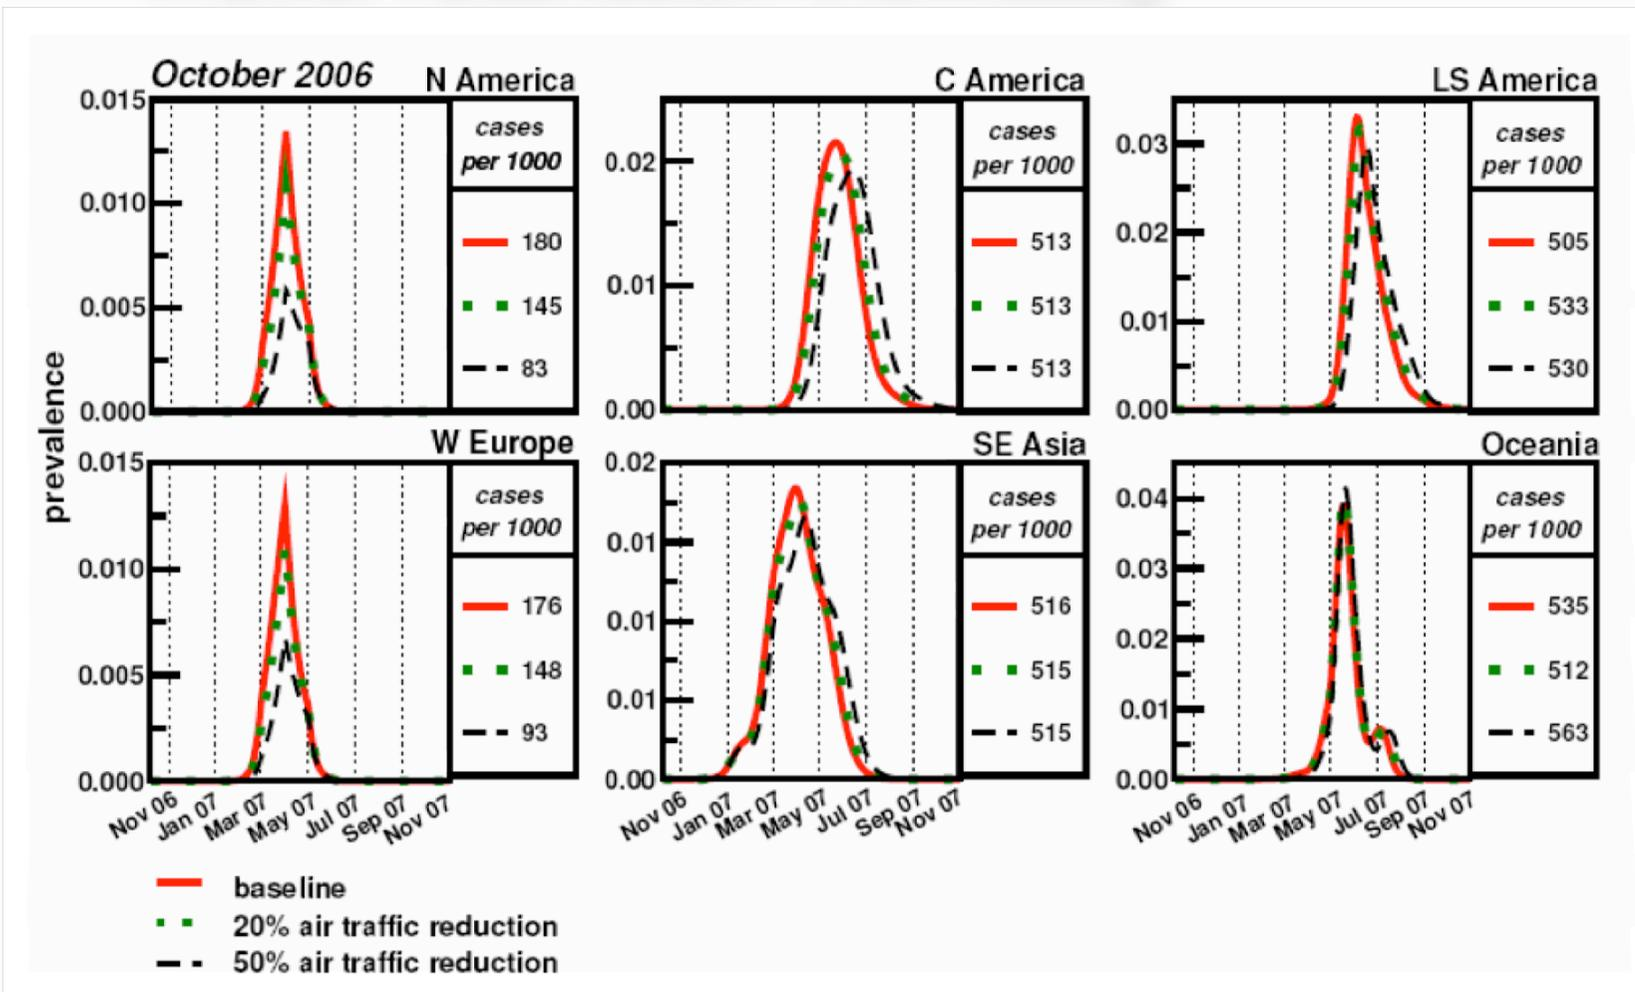 October 2006
N America
C America
LS America
0.015
0.010
0.005
0.000
cases
per 1000
180
145
83
0.02
0.01
0.00
cases
per 1000
513
513
513
0.03
0.02
0.01
0.00
cases
per 1000
505
533
530
prevalence
W Europe
SE Asia
Oceania
0.015
0.010
0.005
0.000
cases
per 1000
176
148
93
0.02
0.01
0.01
0.01
0.00
cases
per 1000
516
515
515
0.04
0.03
0.02
0.01
0.00
cases
per 1000
535
512
563
Nov 06 Jan 07 Mar 07 May 07 Jul 07 Sep 07 Nov 07
Nov 06 Jan 07 Mar 07 May 07 Jul 07 Sep 07 Nov 07
Nov 06 Jan 07 Mar 07 May 07 Jul 07 Sep 07 Nov 07
baseline
20% air traffic reduction
50% air traffic reduction